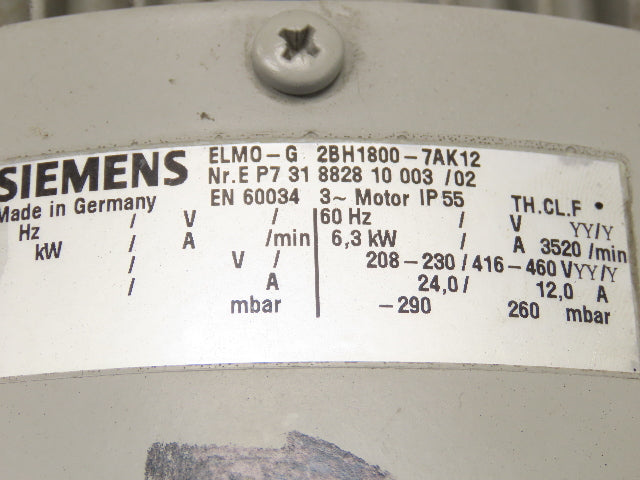 SIEMENS
ELMO-G 2BH1800-7AK12
Nr.E P7 31 8828 10 003 /02
Made in Germany EN 60034 3~ Motor IP 55 TH.CL.F •
Hz / V / 60 Hz / V YY/Y
kW / A /min 6,3 kW / A 3520 /min
/ V / 208-230/416-460 VYY/Y
/ A 24,0/ 12,0 A
mbar -290 260 mbar